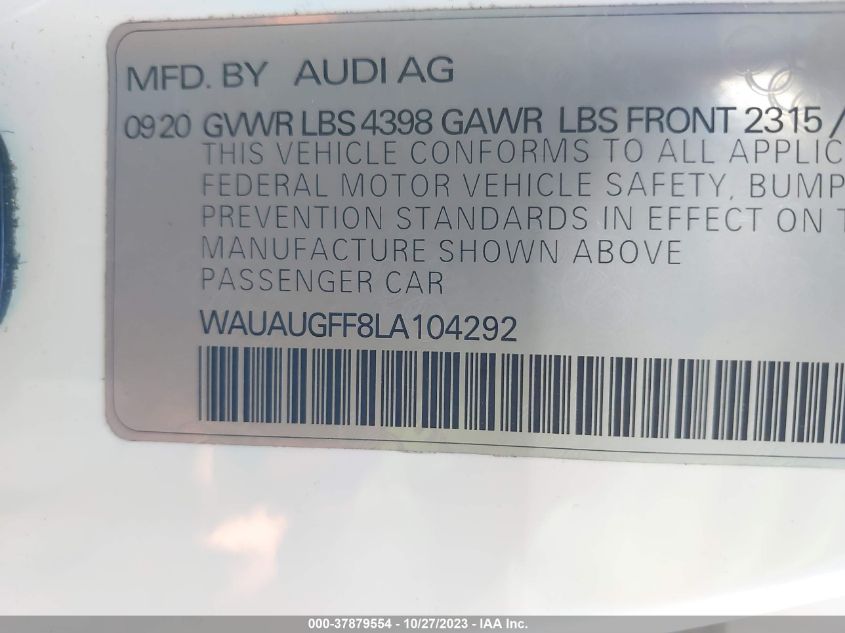 MFD. BY AUDI AG
09 20 GVWR LBS 4398 GAWR LBS FRONT 2315 /
THIS VEHICLE CONFORMS TO ALL APPLIC
FEDERAL MOTOR VEHICLE SAFETY, BUMP
PREVENTION STANDARDS IN EFFECT ON T
MANUFACTURE SHOWN ABOVE
PASSENGER CAR
WAUAUGFF8LA104292
000-37879554 - 10/27/2023 - IAA Inc.